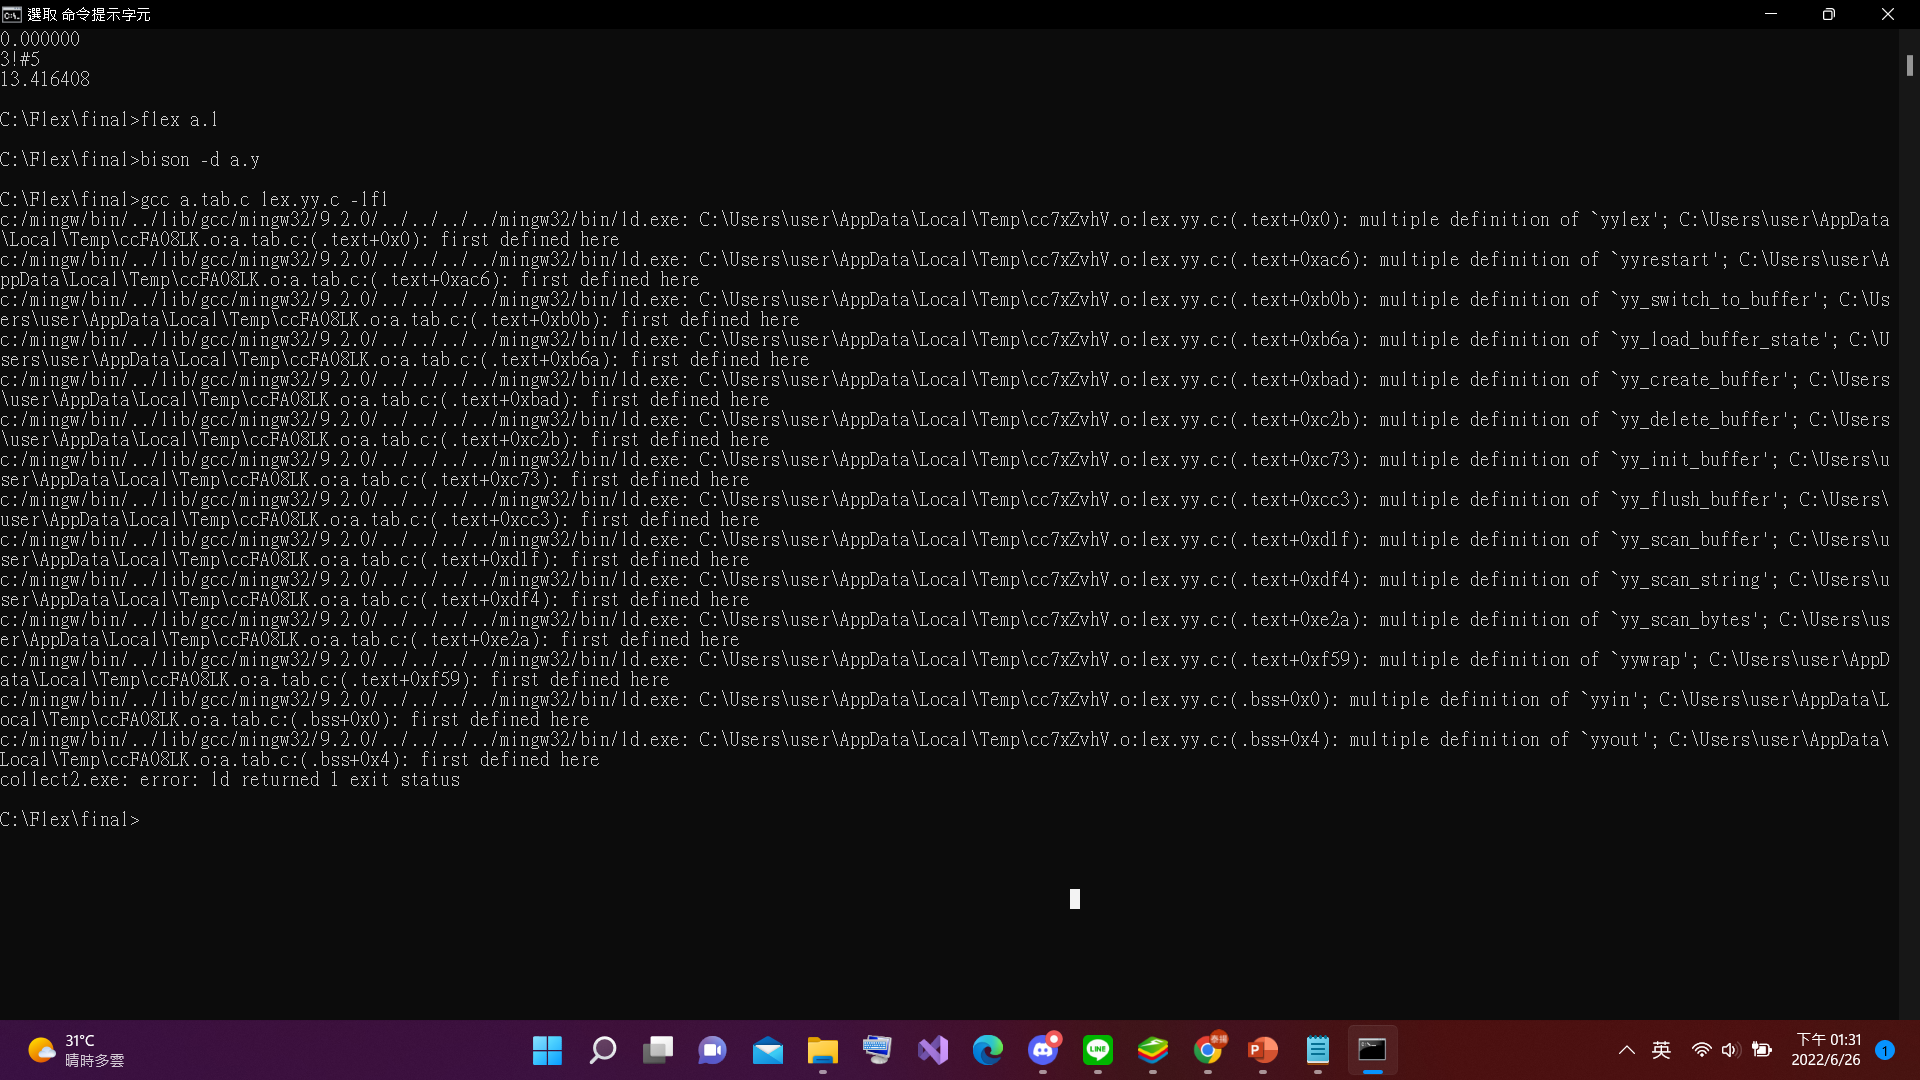 選取 命令提示字元
0.000000
3!#5
13.416408
C:\Flex\final>flex a.l
C:\Flex\final>bison -d a.y
C:\Flex\final>gcc a.tab.c lex.yy.c -lfl
c:/mingw/bin/../lib/gcc/mingw32/9.2.0/../../../../mingw32/bin/ld.exe: C:\Users\user\AppData\Local\Temp\cc7xZvhV.o:lex.yy.c:(.text+0x0): multiple definition of `yylex'; C:\Users\user\AppData
\Local\Temp\ccFA08LK.o:a.tab.c:(.text+0x0): first defined here
c:/mingw/bin/../lib/gcc/mingw32/9.2.0/../../../../mingw32/bin/ld.exe: C:\Users\user\AppData\Local\Temp\cc7xZvhV.o:lex.yy.c:(.text+0xac6): multiple definition of `yyrestart'; C:\Users\user\A
ppData\Local\Temp\ccFA08LK.o:a.tab.c:(.text+0xac6): first defined here
c:/mingw/bin/../lib/gcc/mingw32/9.2.0/../../../../mingw32/bin/ld.exe: C:\Users\user\AppData\Local\Temp\cc7xZvhV.o:lex.yy.c:(.text+0xb0b): multiple definition of `yy_switch_to_buffer'; C:\Us
ers\user\AppData\Local\Temp\ccFA08LK.o:a.tab.c:(.text+0xb0b): first defined here
c:/mingw/bin/../lib/gcc/mingw32/9.2.0/../../../../mingw32/bin/ld.exe: C:\Users\user\AppData\Local\Temp\cc7xZvhV.o:lex.yy.c:(.text+0xb6a): multiple definition of `yy_load_buffer_state'; C:\U
sers\user\AppData\Local\Temp\ccFA08LK.o:a.tab.c:(.text+0xb6a): first defined here
c:/mingw/bin/../lib/gcc/mingw32/9.2.0/../../../../mingw32/bin/ld.exe: C:\Users\user\AppData\Local\Temp\cc7xZvhV.o:lex.yy.c:(.text+0xbad): multiple definition of `yy_create_buffer'; C:\Users
\user\AppData\Local\Temp\ccFA08LK.o:a.tab.c:(.text+0xbad): first defined here
c:/mingw/bin/../lib/gcc/mingw32/9.2.0/../../../../mingw32/bin/ld.exe: C:\Users\user\AppData\Local\Temp\cc7xZvhV.o:lex.yy.c:(.text+0xc2b): multiple definition of `yy_delete_buffer'; C:\Users
\user\AppData\Local\Temp\ccFA08LK.o:a.tab.c:(.text+0xc2b): first defined here
c:/mingw/bin/../lib/gcc/mingw32/9.2.0/../../../../mingw32/bin/ld.exe: C:\Users\user\AppData\Local\Temp\cc7xZvhV.o:lex.yy.c:(.text+0xc73): multiple definition of `yy_init_buffer'; C:\Users\u
ser\AppData\Local\Temp\ccFA08LK.o:a.tab.c:(.text+0xc73): first defined here
c:/mingw/bin/../lib/gcc/mingw32/9.2.0/../../../../mingw32/bin/ld.exe: C:\Users\user\AppData\Local\Temp\cc7xZvhV.o:lex.yy.c:(.text+0xcc3): multiple definition of `yy_flush_buffer'; C:\Users\
user\AppData\Local\Temp\ccFA08LK.o:a.tab.c:(.text+0xcc3): first defined here
c:/mingw/bin/../lib/gcc/mingw32/9.2.0/../../../../mingw32/bin/ld.exe: C:\Users\user\AppData\Local\Temp\cc7xZvhV.o:lex.yy.c:(.text+0xd1f): multiple definition of `yy_scan_buffer'; C:\Users\u
ser\AppData\Local\Temp\ccFA08LK.o:a.tab.c:(.text+0xd1f): first defined here
c:/mingw/bin/../lib/gcc/mingw32/9.2.0/../../../../mingw32/bin/ld.exe: C:\Users\user\AppData\Local\Temp\cc7xZvhV.o:lex.yy.c:(.text+0xdf4): multiple definition of `yy_scan_string'; C:\Users\u
ser\AppData\Local\Temp\ccFA08LK.o:a.tab.c:(.text+0xdf4): first defined here
c:/mingw/bin/../lib/gcc/mingw32/9.2.0/../../../../mingw32/bin/ld.exe: C:\Users\user\AppData\Local\Temp\cc7xZvhV.o:lex.yy.c:(.text+0xe2a): multiple definition of `yy_scan_bytes'; C:\Users\us
er\AppData\Local\Temp\ccFA08LK.o:a.tab.c:(.text+0xe2a): first defined here
c:/mingw/bin/../lib/gcc/mingw32/9.2.0/../../../../mingw32/bin/ld.exe: C:\Users\user\AppData\Local\Temp\cc7xZvhV.o:lex.yy.c:(.text+0xf59): multiple definition of `yywrap'; C:\Users\user\AppD
ata\Local\Temp\ccFA08LK.o:a.tab.c:(.text+0xf59): first defined here
c:/mingw/bin/../lib/gcc/mingw32/9.2.0/../../../../mingw32/bin/ld.exe: C:\Users\user\AppData\Local\Temp\cc7xZvhV.o:lex.yy.c:(.bss+0x0): multiple definition of `yyin'; C:\Users\user\AppData\L
ocal\Temp\ccFA08LK.o:a.tab.c:(.bss+0x0): first defined here
c:/mingw/bin/../lib/gcc/mingw32/9.2.0/../../../../mingw32/bin/ld.exe: C:\Users\user\AppData\Local\Temp\cc7xZvhV.o:lex.yy.c:(.bss+0x4): multiple definition of `yyout'; C:\Users\user\AppData\
Local\Temp\ccFA08LK.o:a.tab.c:(.bss+0x4): first defined here
collect2.exe: error: ld returned 1 exit status
C:\Flex\final>
31°C
晴時多雲
LINE
英
下午 01:31
2022/6/26
1